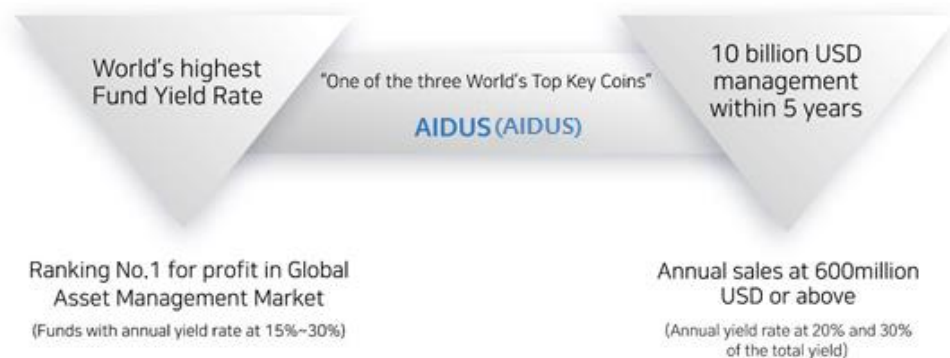 World's highest
Fund Yield Rate
"One of the three World's Top Key Coins"
AIDUS (AIDUS)
10 billion USD
management
within 5 years
Ranking No.1 for profit in Global
Asset Management Market
(Funds with annual yield rate at 15%~30%)
Annual sales at 600million
USD or above
(Annual yield rate at 20% and 30%
of the total yield)